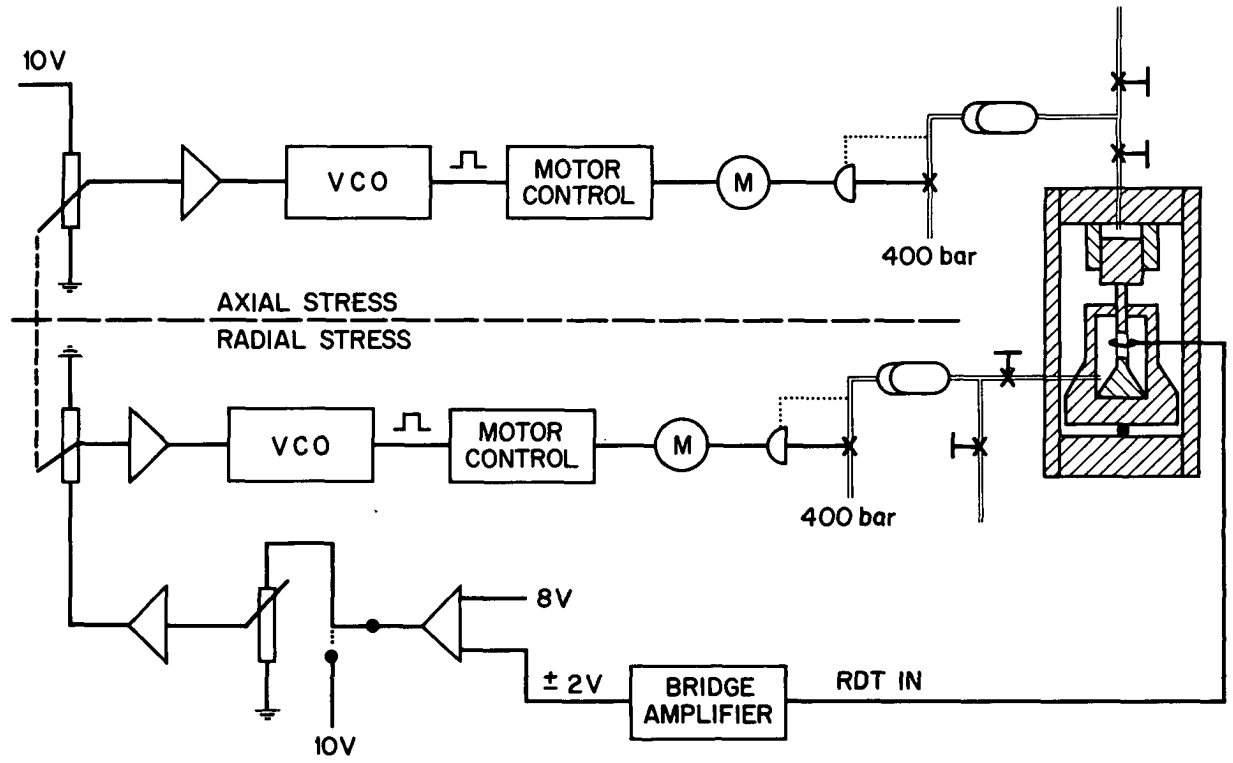 10V
VCO
MOTOR
CONTROL
M
400 bar
AXIAL STRESS
RADIAL STRESS
VCO
MOTOR
CONTROL
M
400 bar
8V
± 2V
BRIDGE
AMPLIFIER
RDT IN
10V